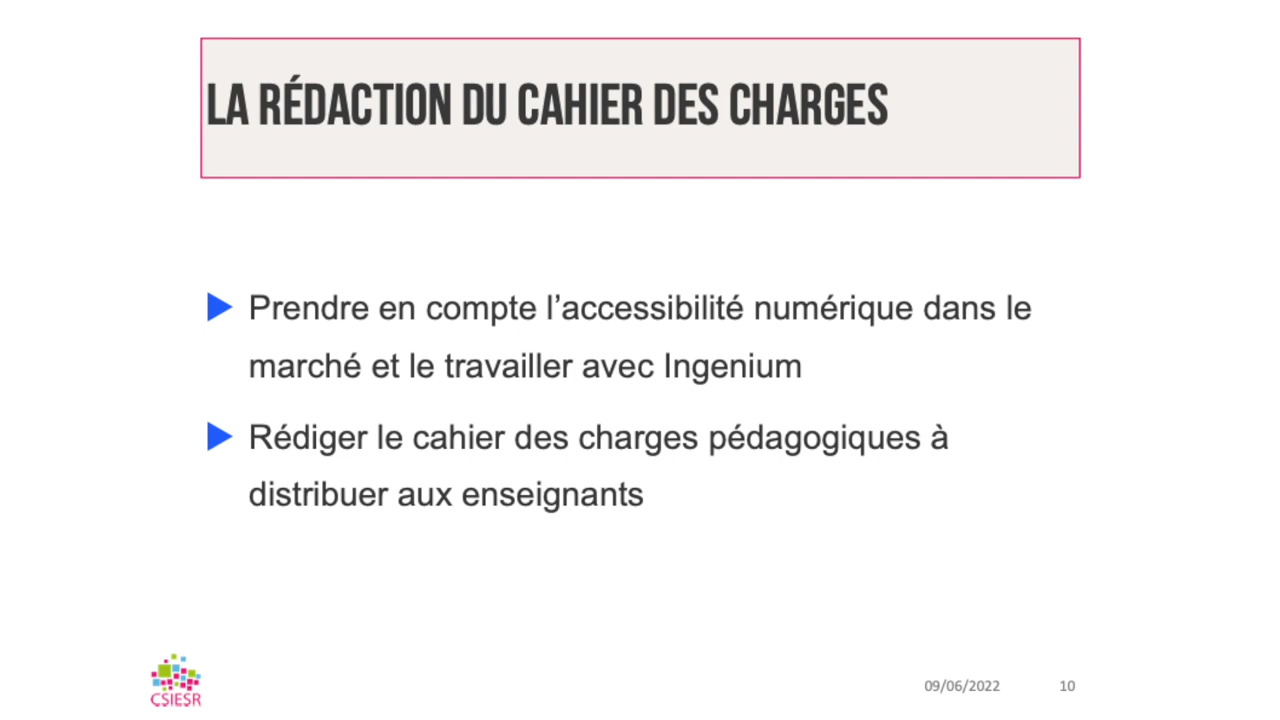 LA RÉDACTION DU CAHIER DES CHARGES
Prendre en compte l’accessibilité numérique dans le
marché et le travailler avec Ingenium
Rédiger le cahier des charges pédagogiques à
distribuer aux enseignants
CSIESR
09/06/2022
10